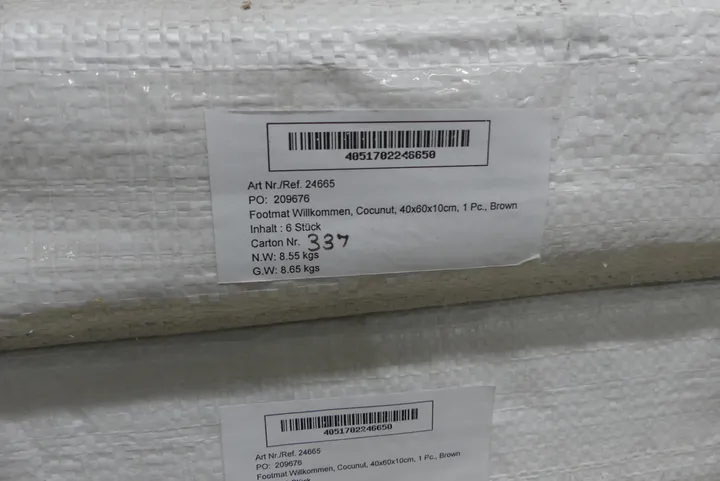 4051702246650
Art Nr./Ref. 24665
PO: 209676
Footmat Willkommen, Cocunut, 40x60x10cm, 1 Pc., Brown
Inhalt : 6 Stück
Carton Nr. 337
N.W: 8.55 kgs
G.W: 8.65 kgs
4051702246650
Art Nr./Ref. 24665
PO: 209676
Footmat Willkommen, Cocunut, 40x60x10cm, 1 Pc., Brown